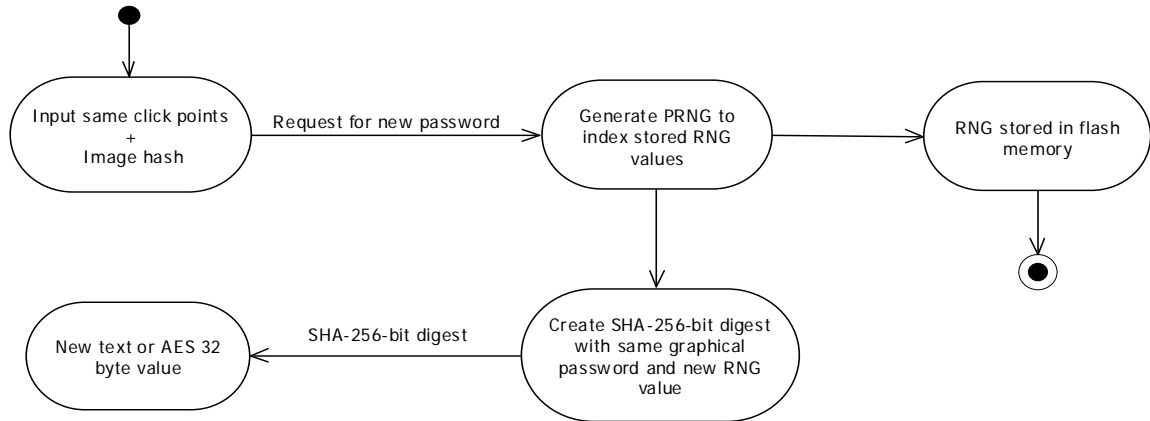 Input same click points
+
Image hash
Request for new password
Generate PRNG to
index stored RNG
values
RNG stored in flash
memory
Create SHA-256-bit digest
with same graphical
password and new RNG
value
SHA-256-bit digest
New text or AES 32
byte value